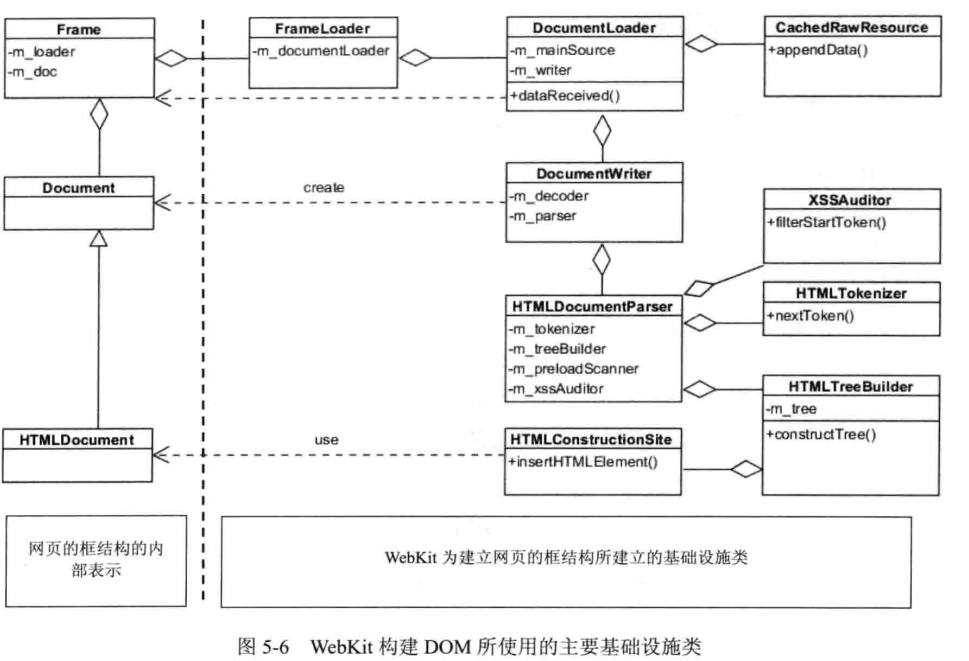 Frame
-m_loader
-m_doc
FrameLoader
-m_documentLoader
DocumentLoader
-m_mainSource
-m_writer
+dataReceived()
CachedRawResource
+appendData()
Document
create
DocumentWriter
-m_decoder
-m_parser
XSSAuditor
+filterStartToken()
HTMLDocumentParser
-m_tokenizer
-m_treeBuilder
-m_preloadScanner
-m_xssAuditor
HTMLTokenizer
+nextToken()
HTMLTreeBuilder
-m_tree
+constructTree()
HTMLDocument
use
HTMLConstructionSite
+insertHTMLElement()
网页的框结构的内
部表示
WebKit 为建立网页的框结构所建立的基础设施类
图 5-6 WebKit 构建 DOM 所使用的主要基础设施类